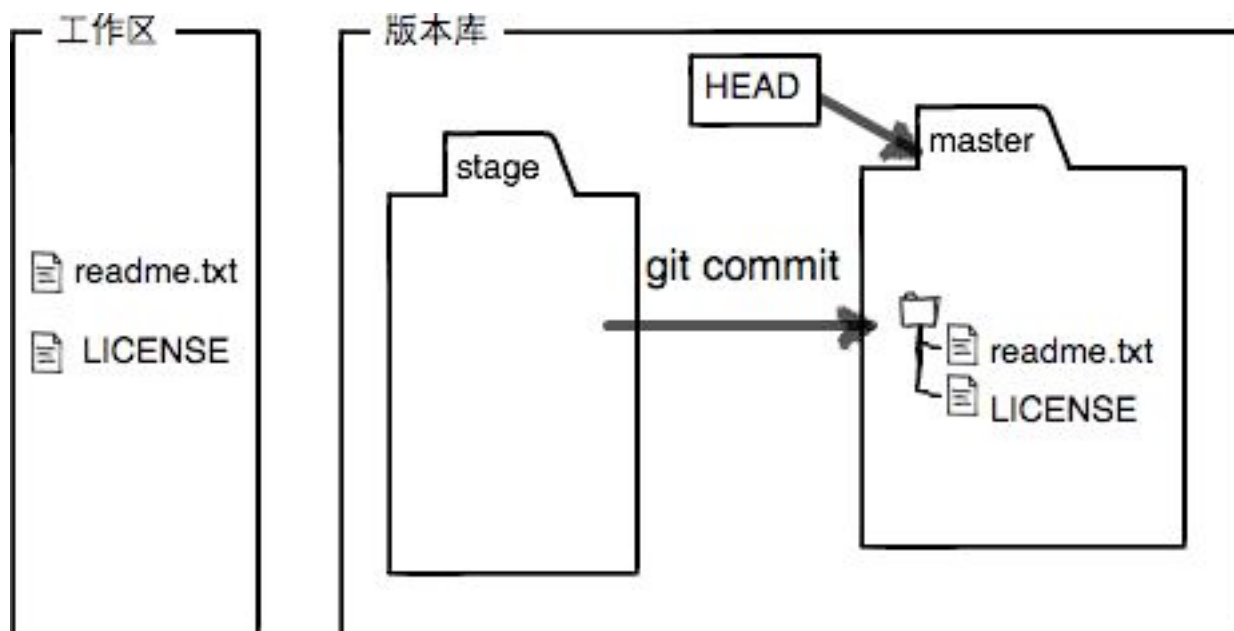 工作区
版本库
HEAD
master
stage
git commit
readme.txt
LICENSE
readme.txt
LICENSE